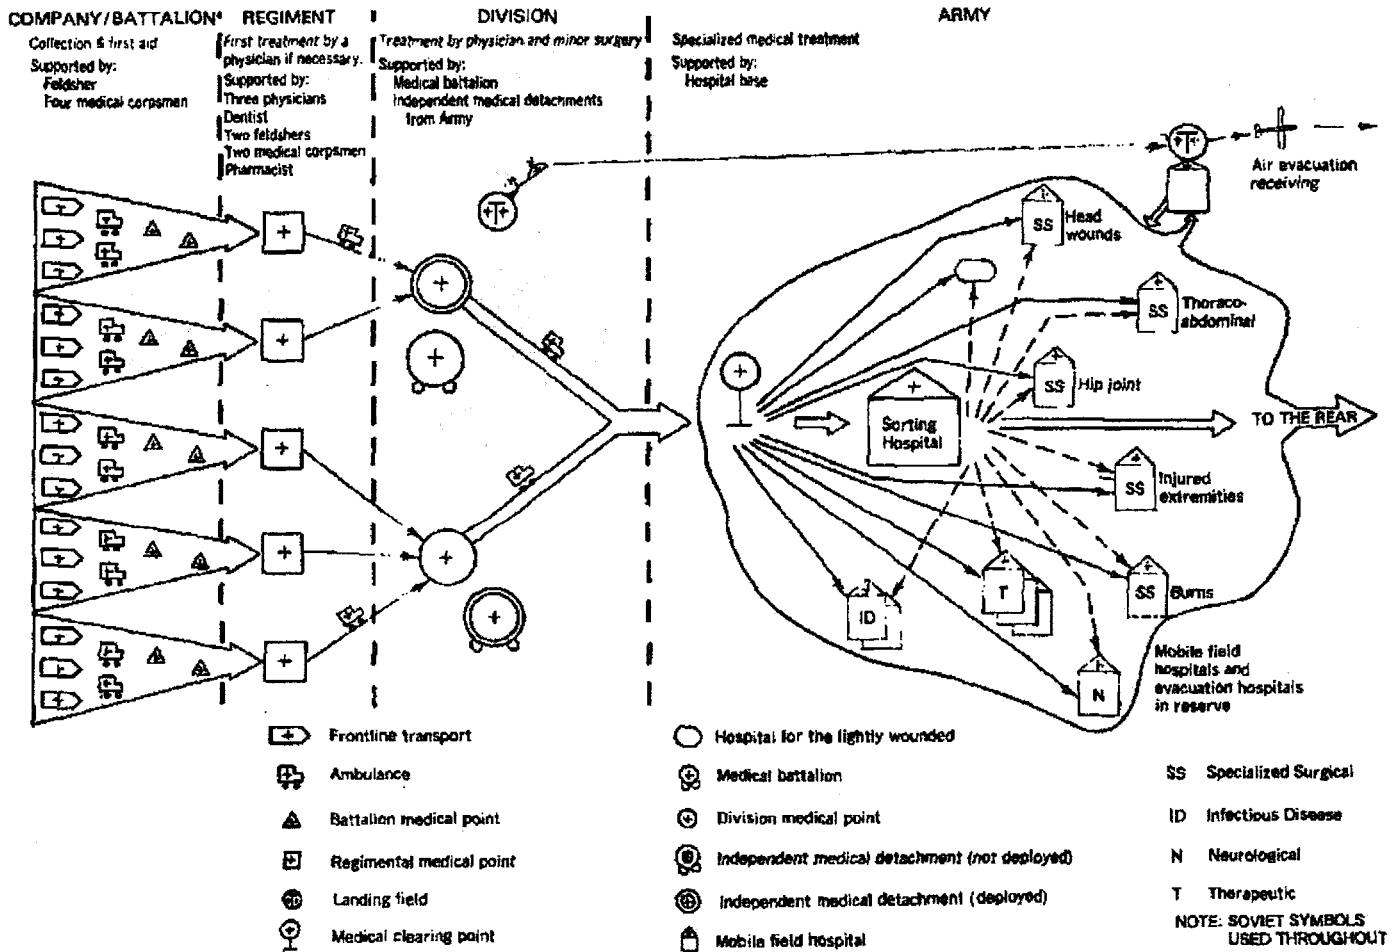 COMPANY/BATTALION*
Collection & first aid
Supported by:
Feldsher
Four medical corpsmen
REGIMENT
First treatment by a
physician if necessary.
Supported by:
Three physicians
Dentist
Two feldshers
Two medical corpsmen
Pharmacist
DIVISION
Treatment by physician and minor surgery
Supported by:
Medical battalion
Independent medical detachments
from Army
ARMY
Specialized medical treatment
Supported by:
Hospital base
Air evacuation
receiving
SS
Head
wounds
SS
Thoraco-
abdominal
SS
Hip joint
Sorting
Hospital
TO THE REAR
SS
Injured
extremities
SS
Burns
T
ID
N
Mobile field
hospitals and
evacuation hospitals
in reserve
Frontline transport
Ambulance
Battalion medical point
Regimental medical point
Landing field
Medical clearing point
Hospital for the lightly wounded
Medical battalion
Division medical point
Independent medical detachment (not deployed)
Independent medical detachment (deployed)
Mobile field hospital
SS Specialized Surgical
ID Infectious Disease
N Neurological
T Therapeutic
NOTE: SOVIET SYMBOLS
USED THROUGHOUT